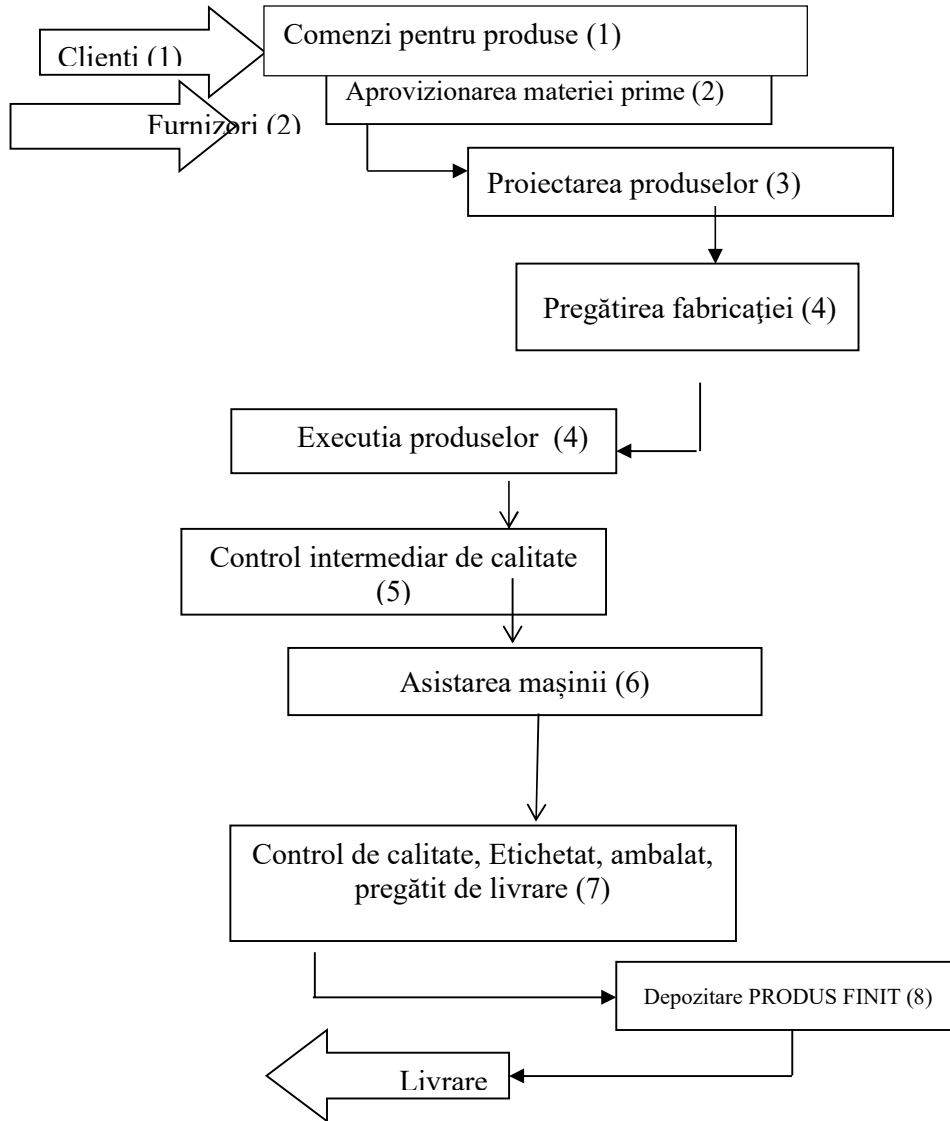 Comenzi pentru produse (1)
Clienti (1)
Aprovizionarea materiei prime (2)
Furnizori (2)
Proiectarea produselor (3)
Pregătirea fabricaţiei (4)
Executia produselor (4)
Control intermediar de calitate
(5)
Asistarea mașinii (6)
Control de calitate, Etichetat, ambalat,
pregătit de livrare (7)
Depozitare PRODUS FINIT (8)
Livrare